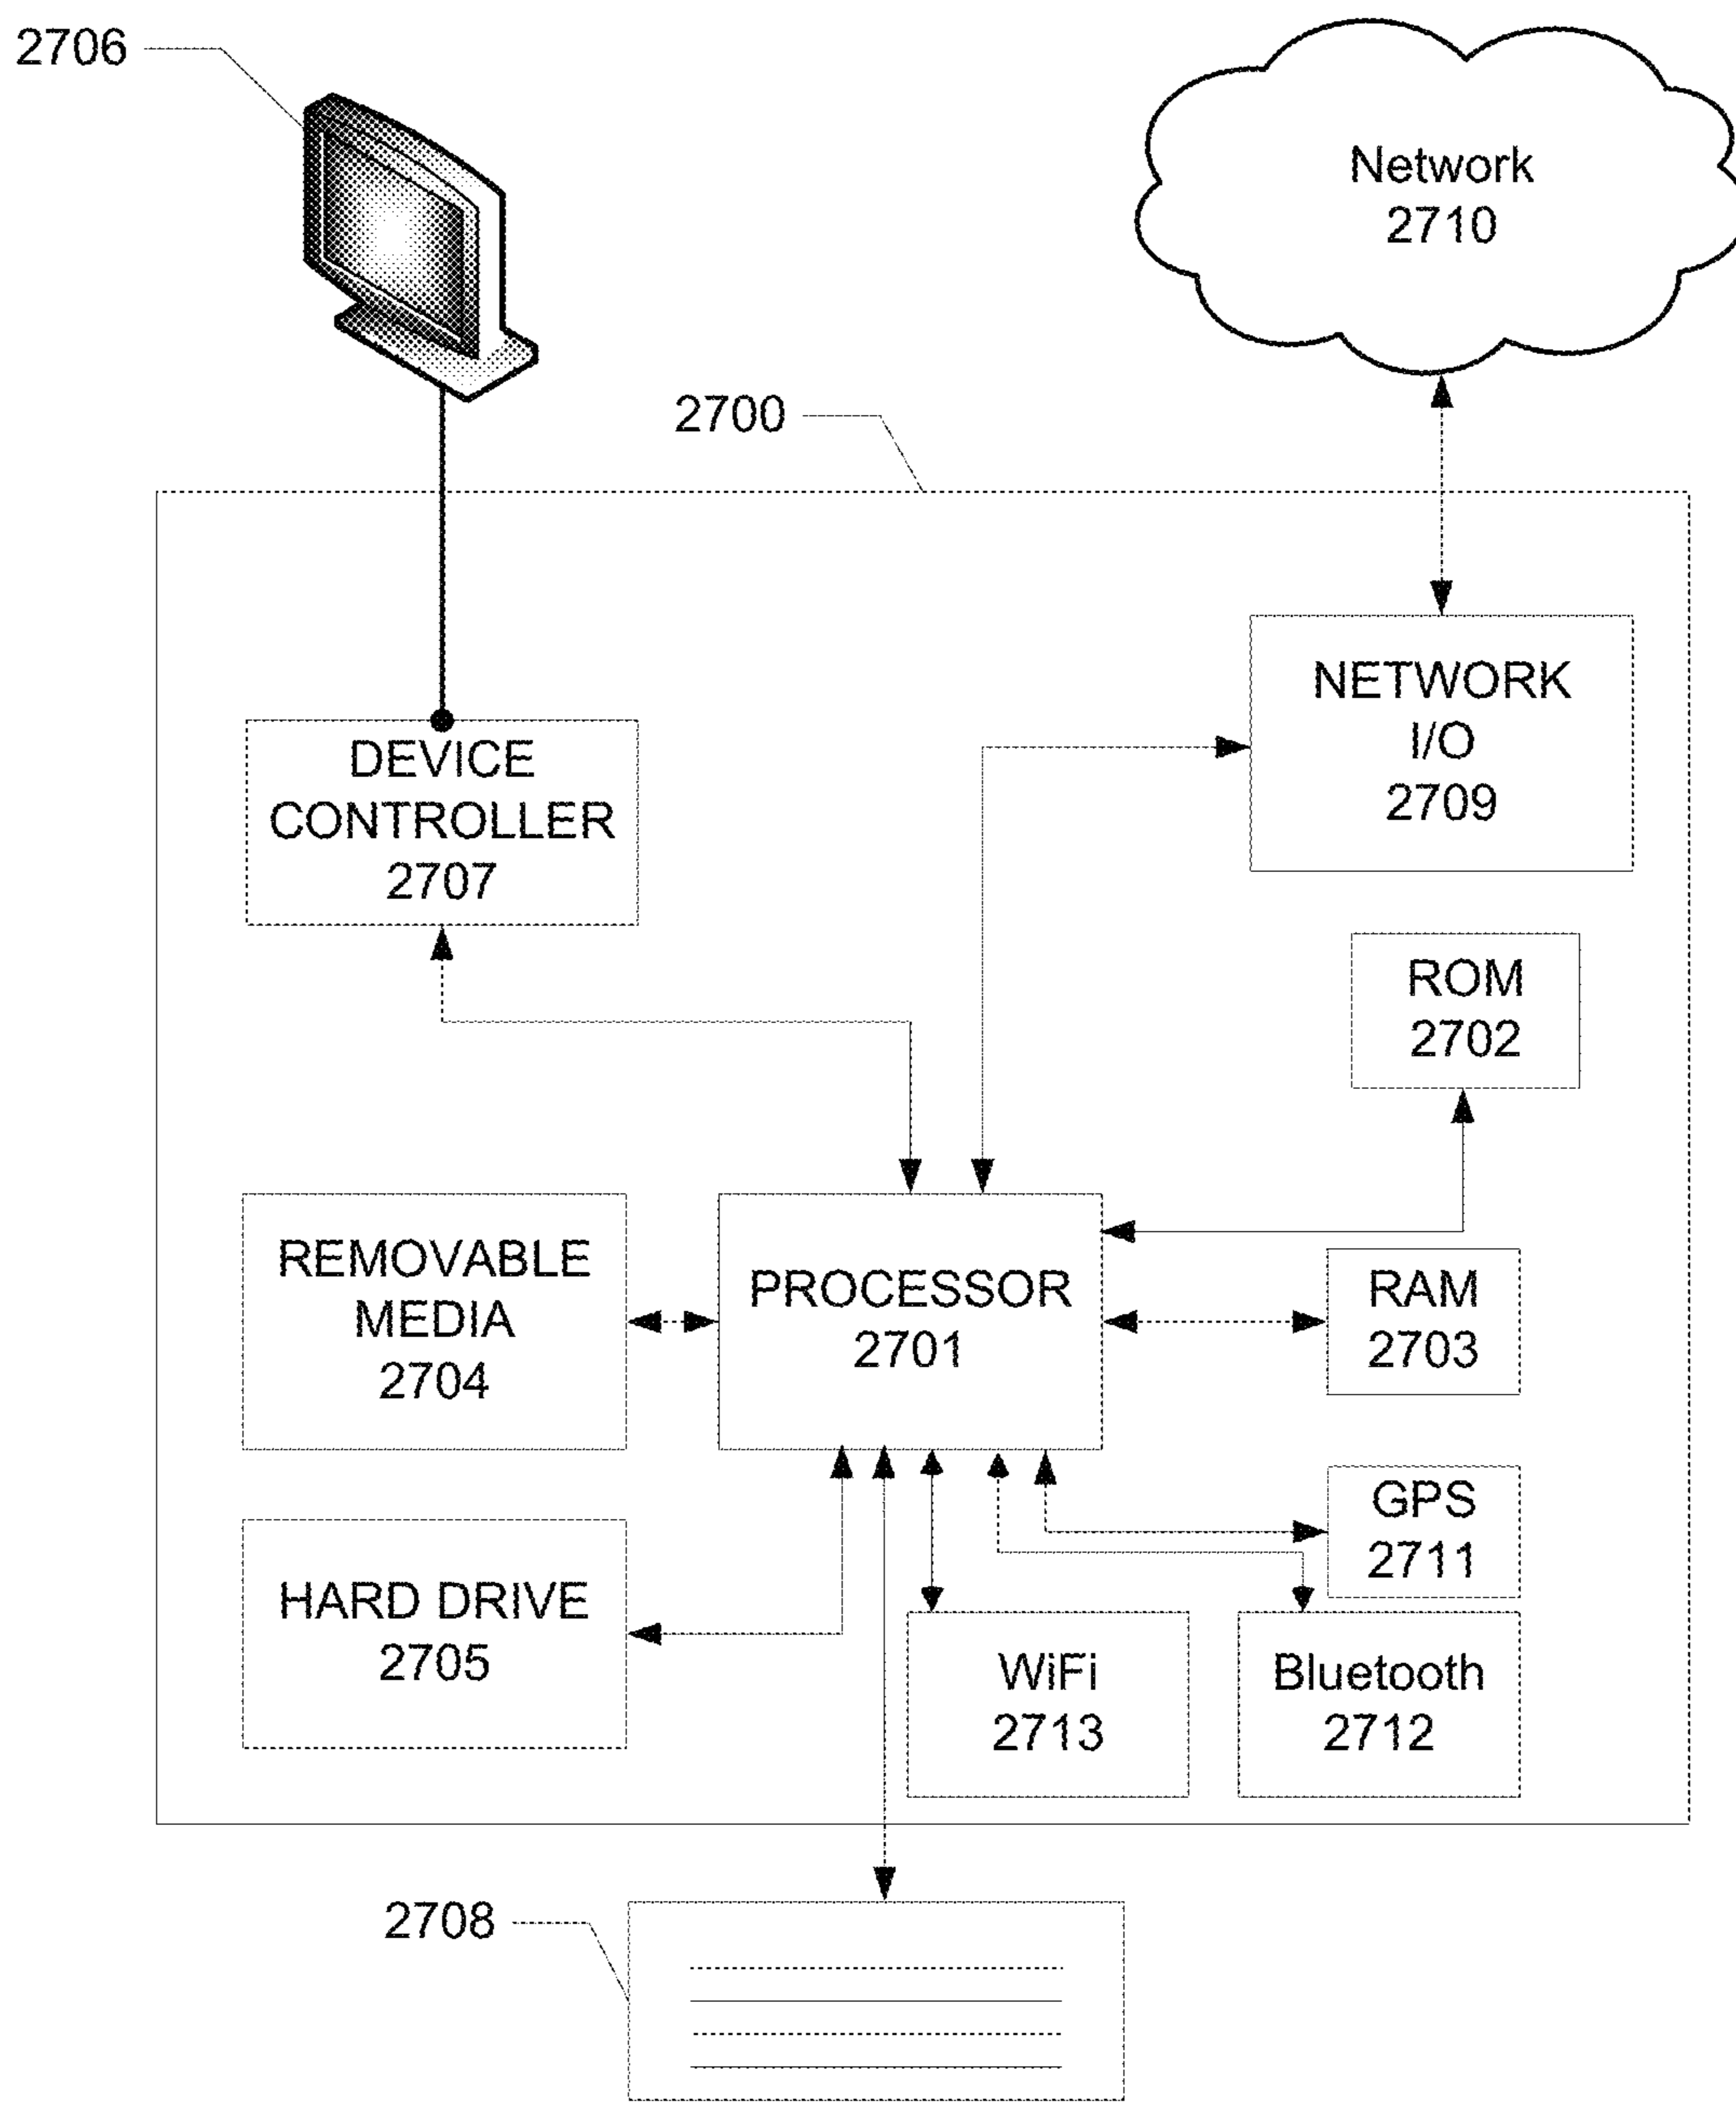 2706
Network
2710
2700
NETWORK
I/O
2709
DEVICE
CONTROLLER
2707
ROM
2702
REMOVABLE
MEDIA
2704
PROCESSOR
2701
RAM
2703
GPS
2711
HARD DRIVE
2705
WiFi
2713
Bluetooth
2712
2708